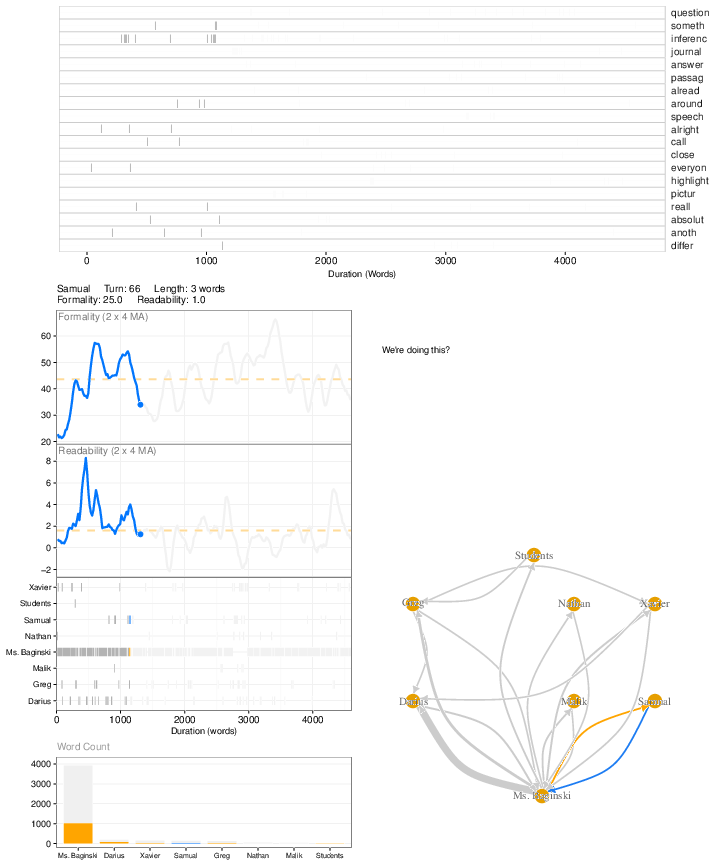 question
someth
inferenc
journal
answer
passag
alread
around
speech
alright
call
close
everyon
highlight
pictur
reall
absolut
anoth
differ
0 1000 2000 3000 4000
Duration (Words)
Samual Turn: 66 Length: 3 words
Formality: 25.0 Readability: 1.0
Formality (2 x 4 MA)
60
50
40
30
20
We're doing this?
Readability (2 x 4 MA)
8
6
4
2
0
−2
Xavier
Students
Samual
Nathan
Ms. Baginski
Malik
Greg
Darius
0 1000 2000 3000 4000
Duration (words)
Students
Greg Nathan Xavier
Darius Malik Samual
Ms. Baginski
Word Count
4000
3000
2000
1000
0
Ms. Baginski Darius Xavier Samual Greg Nathan Malik Students